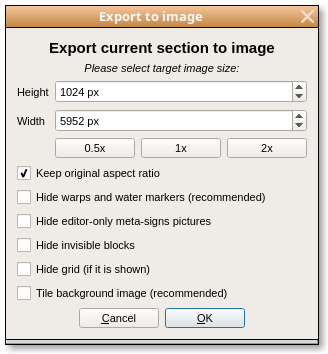 Export to image
Export current section to image
Please select target image size:
Height 1024 px
Width 5952 px
0.5x 1x 2x
Keep original aspect ratio
Hide warps and water markers (recommended)
Hide editor-only meta-signs pictures
Hide invisible blocks
Hide grid (if it is shown)
Tile background image (recommended)
Cancel OK